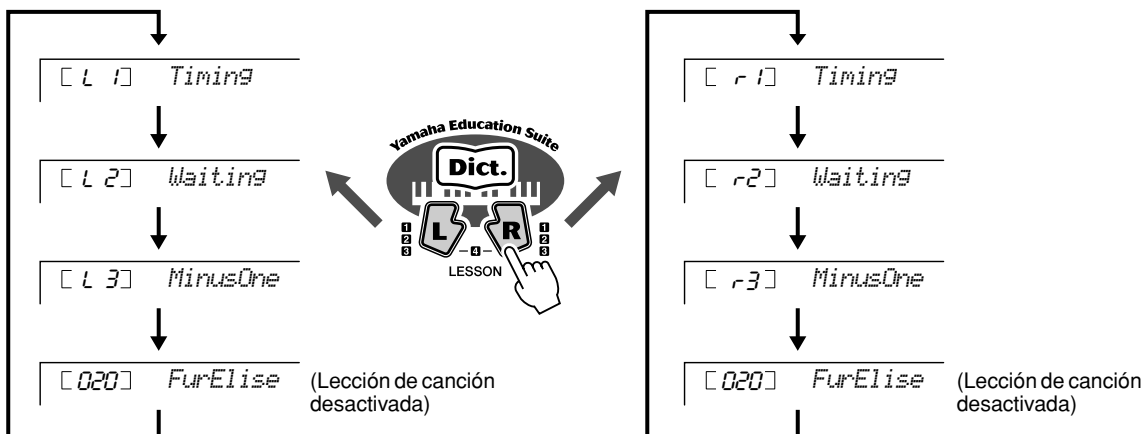 [L 1] Timing
[L 2] Waiting
[L 3] MinusOne
[020] FurElise
(Lección de canción
desactivada)
Yamaha Education Suite
Dict.
L R
1 1
2 2
3 -4- 3
LESSON
[r1] Timing
[r2] Waiting
[r3] MinusOne
[020] FurElise
(Lección de canción
desactivada)